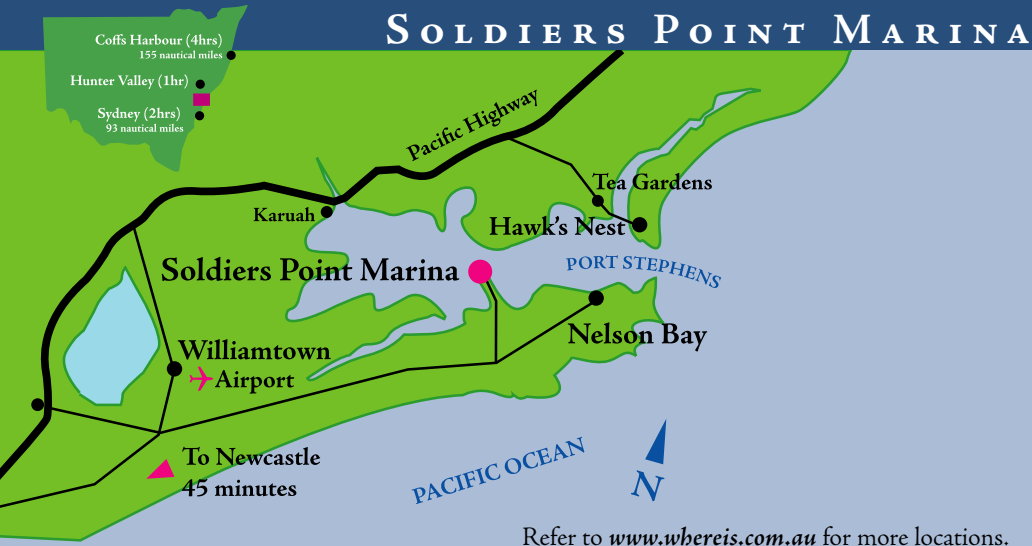 SOLDIERS POINT MARINA
Coffs Harbour (4hrs)
155 nautical miles
Hunter Valley (1hr)
Sydney (2hrs)
93 nautical miles
Pacific Highway
Tea Gardens
Karuah
Hawk's Nest
Soldiers Point Marina
PORT STEPHENS
Nelson Bay
Williamtown
Airport
To Newcastle
45 minutes
PACIFIC OCEAN
N
Refer to www.whereis.com.au for more locations.